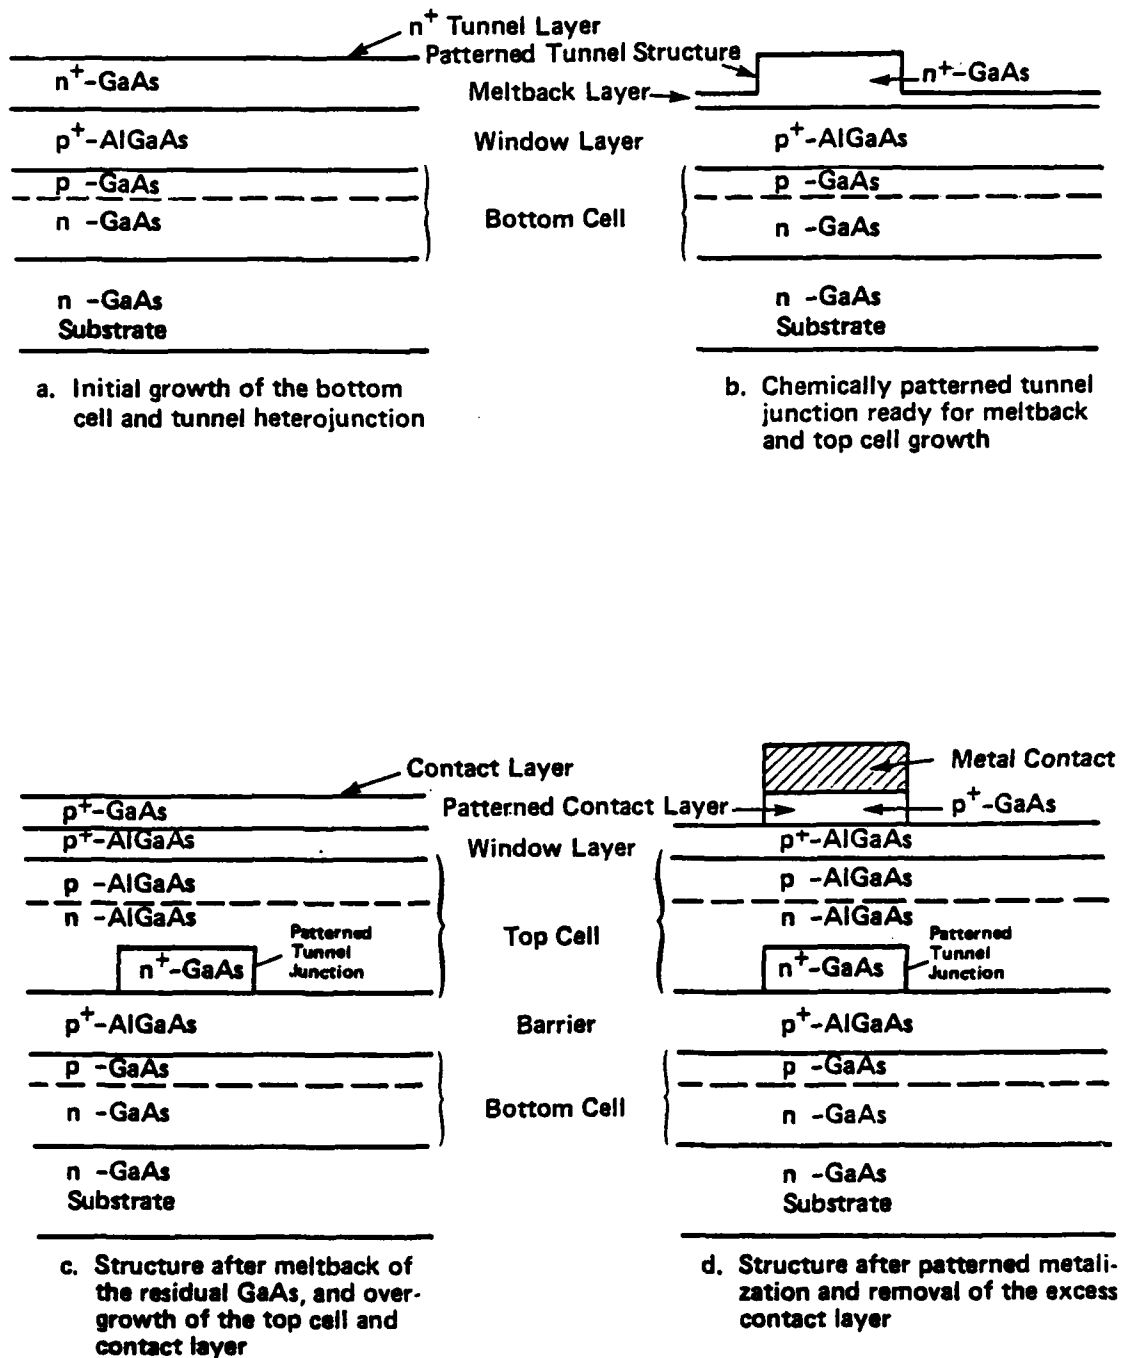 n+ Tunnel Layer
Patterned Tunnel Structure
n+-GaAs
n+-GaAs
Meltback Layer
p+-AlGaAs
Window Layer
p+-AlGaAs
p -GaAs
p -GaAs
n -GaAs
Bottom Cell
n -GaAs
n -GaAs
Substrate
n -GaAs
Substrate
a. Initial growth of the bottom
cell and tunnel heterojunction
b. Chemically patterned tunnel
junction ready for meltback
and top cell growth
Contact Layer
Metal Contact
p+-GaAs
Patterned Contact Layer
p+-GaAs
p+-AlGaAs
Window Layer
p+-AlGaAs
p -AlGaAs
p -AlGaAs
n -AlGaAs
n -AlGaAs
Patterned
Tunnel
Junction
n+-GaAs
Top Cell
Patterned
Tunnel
Junction
n+-GaAs
p+-AlGaAs
Barrier
p+-AlGaAs
p -GaAs
p -GaAs
n -GaAs
Bottom Cell
n -GaAs
n -GaAs
Substrate
n -GaAs
Substrate
c. Structure after meltback of
the residual GaAs, and over-
growth of the top cell and
contact layer
d. Structure after patterned metali-
zation and removal of the excess
contact layer